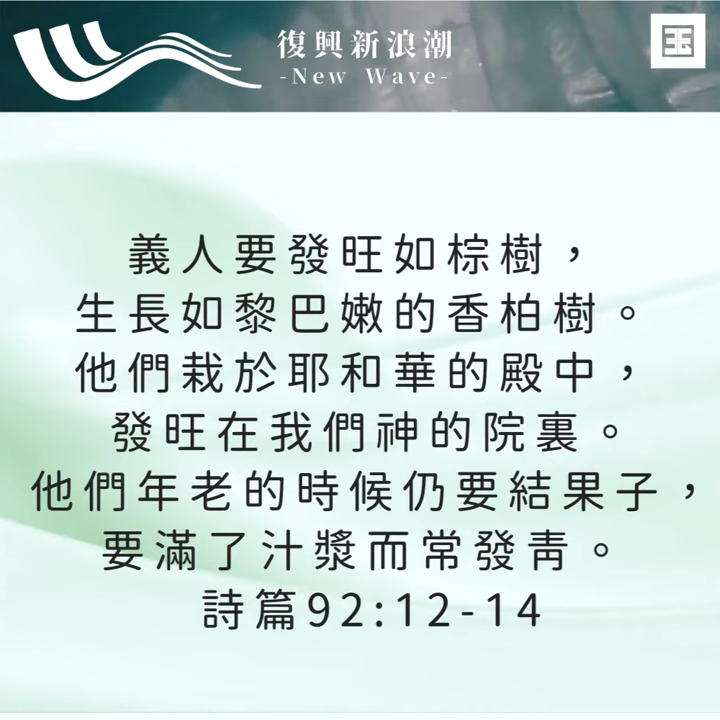 復興新浪潮
-New Wave-
義人要發旺如棕樹，
生長如黎巴嫩的香柏樹。
他們栽於耶和華的殿中，
發旺在我們神的院裏。
他們年老的時候仍要結果子，
要滿了汁漿而常發青。
詩篇92:12-14